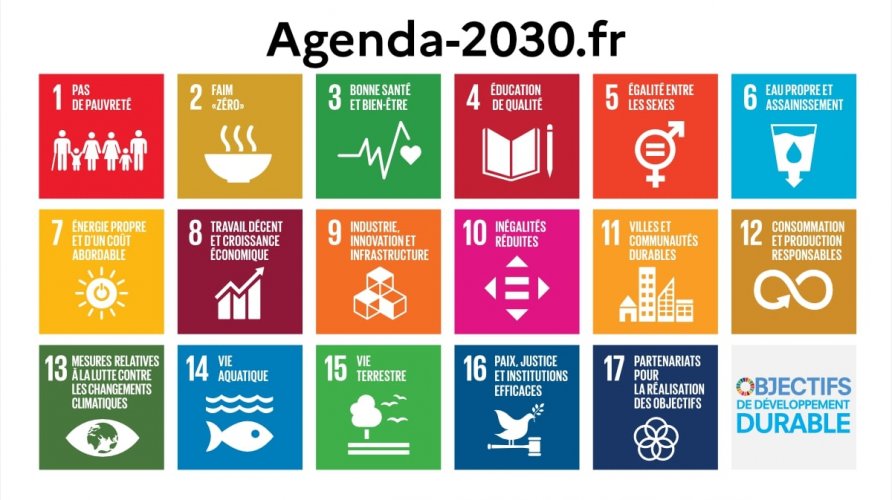 Agenda-2030.fr
1 PAS
DE PAUVRETÉ
2 FAIM
«ZÉRO»
3 BONNE SANTÉ
ET BIEN-ÊTRE
4 ÉDUCATION
DE QUALITÉ
5 ÉGALITÉ ENTRE
LES SEXES
6 EAU PROPRE ET
ASSAINISSEMENT
7 ÉNERGIE PROPRE
ET D'UN COÛT
ABORDABLE
8 TRAVAIL DÉCENT
ET CROISSANCE
ÉCONOMIQUE
9 INDUSTRIE,
INNOVATION ET
INFRASTRUCTURE
10 INÉGALITÉS
RÉDUITES
11 VILLES ET
COMMUNAUTÉS
DURABLES
12 CONSOMMATION
ET PRODUCTION
RESPONSABLES
13 MESURES RELATIVES
À LA LUTTE CONTRE
LES CHANGEMENTS
CLIMATIQUES
14 VIE
AQUATIQUE
15 VIE
TERRESTRE
16 PAIX, JUSTICE
ET INSTITUTIONS
EFFICACES
17 PARTENARIATS
POUR
LA RÉALISATION
DES OBJECTIFS
OBJECTIFS
DE DÉVELOPPEMENT
DURABLE